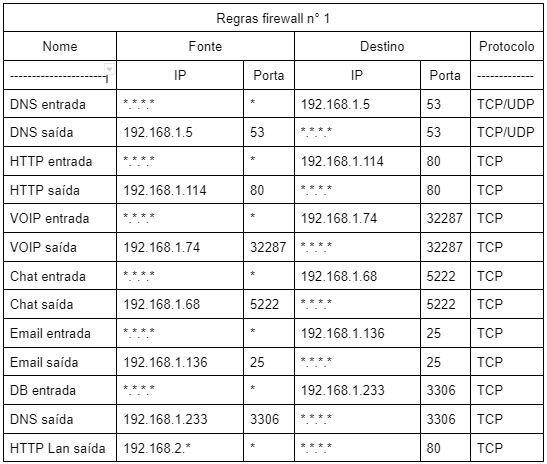 Regras firewall n° 1
Nome Fonte Destino Protocolo
---------------------- IP Porta IP Porta -------------
DNS entrada *.*.*.* * 192.168.1.5 53 TCP/UDP
DNS saída 192.168.1.5 53 *.*.*.* 53 TCP/UDP
HTTP entrada *.*.*.* * 192.168.1.114 80 TCP
HTTP saída 192.168.1.114 80 *.*.*.* 80 TCP
VOIP entrada *.*.*.* * 192.168.1.74 32287 TCP
VOIP saída 192.168.1.74 32287 *.*.*.* 32287 TCP
Chat entrada *.*.*.* * 192.168.1.68 5222 TCP
Chat saída 192.168.1.68 5222 *.*.*.* 5222 TCP
Email entrada *.*.*.* * 192.168.1.136 25 TCP
Email saída 192.168.1.136 25 *.*.*.* 25 TCP
DB entrada *.*.*.* * 192.168.1.233 3306 TCP
DNS saída 192.168.1.233 3306 *.*.*.* 3306 TCP
HTTP Lan saída 192.168.2.* * *.*.*.* 80 TCP